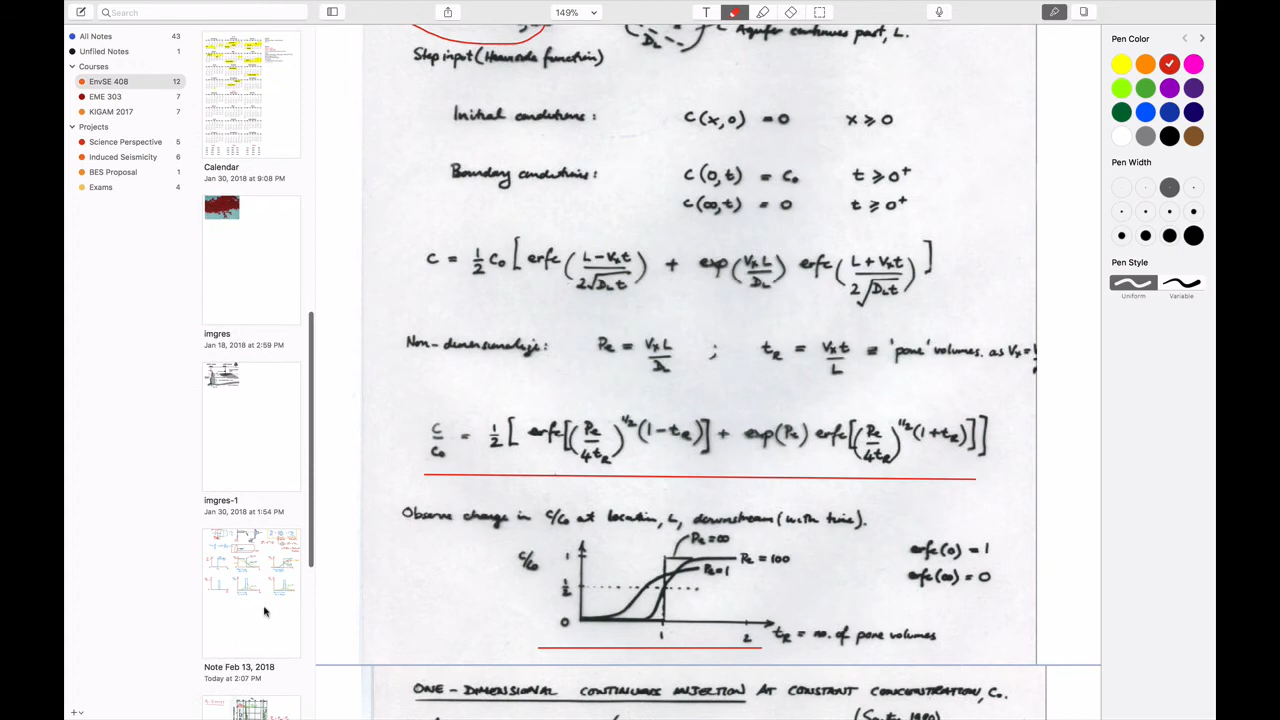 Search
149%
T
All Notes 43
Unfiled Notes 1
Courses
EnvSE 408 12
EME 303 7
KIGAM 2017 7
Projects
Science Perspective 5
Induced Seismicity 6
BES Proposal 1
Exams 4
Calendar
Jan 30, 2018 at 9:08 PM
imgres
Jan 18, 2018 at 2:59 PM
imgres-1
Jan 30, 2018 at 1:54 PM
Note Feb 13, 2018
Today at 2:07 PM
DL
Aquifer continues past, L.
Step input (function)
Initial conditions: C(x,0) = 0 x ≥ 0
Boundary conditions: C(0,t) = C₀ t ≥ 0⁺
C(∞,t) = 0 t ≥ 0⁺
C = 1/2 C₀ [erfc((L-Vxt)/(2√(DLt))) + exp(VxL/DL) erfc((L+Vxt)/(2√(DLt)))]
Non-dimensionalize: Pe = VxL/DL ; tR = Vxt/L ≡ 'pore' volumes. as Vx =
C/C₀ = 1/2 [erfc[(Pe/4tR)^1/2 (1-tR)] + exp(Pe) erfc[(Pe/4tR)^1/2 (1+tR)]]
Observe change in C/C₀ at location, L, downstream (with time).
C/C₀
1
1/2
0
Pe = ∞
Pe = 100
Pe = 1
1
2
tR = no. of pore volumes
erfc(0) = 1
erfc(∞) = 0
ONE-DIMENSIONAL CONTINUOUS INJECTION AT CONSTANT CONCENTRATION, C₀.
Pen Color
Pen Width
Pen Style
Uniform
Variable